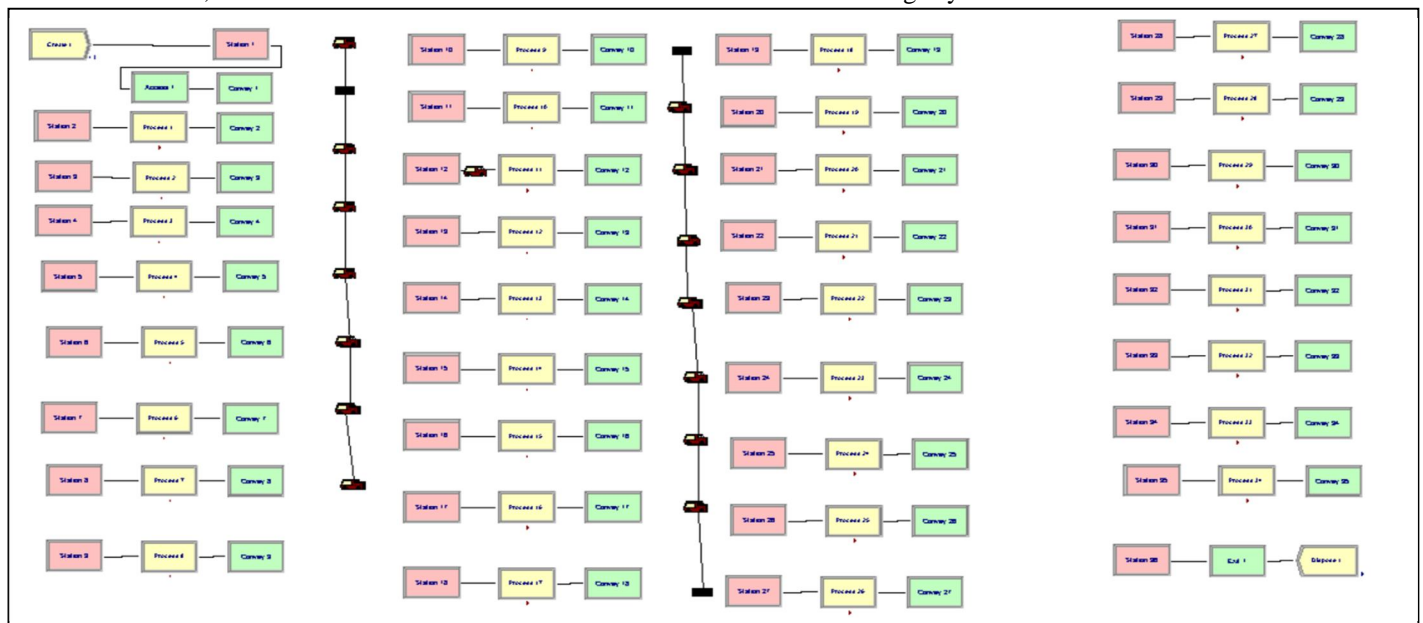 Create 1 Station 1
Access 1 Convey 1
Station 2 Process 1 Convey 2
Station 3 Process 2 Convey 3
Station 4 Process 3 Convey 4
Station 5 Process 4 Convey 5
Station 6 Process 5 Convey 6
Station 7 Process 6 Convey 7
Station 8 Process 7 Convey 8
Station 9 Process 8 Convey 9
Station 10 Process 9 Convey 10
Station 11 Process 10 Convey 11
Station 12 Process 11 Convey 12
Station 13 Process 12 Convey 13
Station 14 Process 13 Convey 14
Station 15 Process 14 Convey 15
Station 16 Process 15 Convey 16
Station 17 Process 16 Convey 17
Station 18 Process 17 Convey 18
Station 19 Process 18 Convey 19
Station 20 Process 19 Convey 20
Station 21 Process 20 Convey 21
Station 22 Process 21 Convey 22
Station 23 Process 22 Convey 23
Station 24 Process 23 Convey 24
Station 25 Process 24 Convey 25
Station 26 Process 25 Convey 26
Station 27 Process 26 Convey 27
Station 28 Process 27 Convey 28
Station 29 Process 28 Convey 29
Station 30 Process 29 Convey 30
Station 31 Process 30 Convey 31
Station 32 Process 31 Convey 32
Station 33 Process 32 Convey 33
Station 34 Process 33 Convey 34
Station 35 Process 34 Convey 35
Station 36 Exit 1 Dispose 1